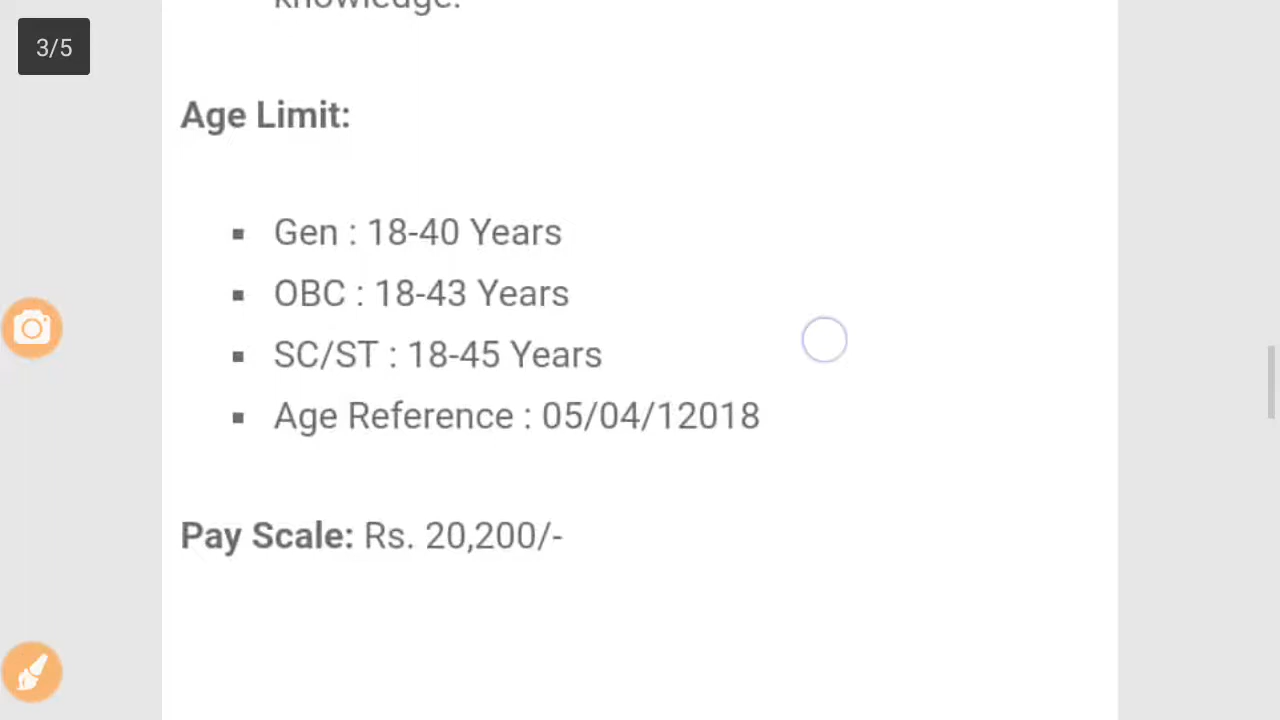 knowledge.
3/5
Age Limit:
▪ Gen : 18-40 Years
▪ OBC : 18-43 Years
▪ SC/ST : 18-45 Years
▪ Age Reference : 05/04/12018
Pay Scale: Rs. 20,200/-